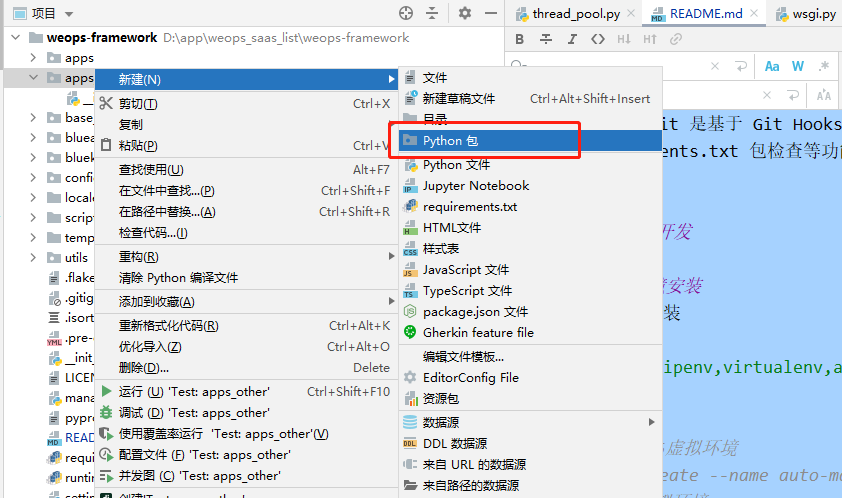 项目
thread_pool.py
README.md
wsgi.py
weops-framework D:\app\weops_saas_list\weops-framework
apps
apps
base
bluea
bluek
config
locale
script
temp
utils
.flake
.gitig
.isor
.pre-
LICEN
mana
pypro
READ
requi
runtim
新建(N)
剪切(T) Ctrl+X
复制
粘贴(P) Ctrl+V
查找使用(U) Alt+F7
在文件中查找...(P) Ctrl+Shift+F
在路径中替换...(A) Ctrl+Shift+R
检查代码...(I)
重构(R)
清除 Python 编译文件
添加到收藏(A)
重新格式化代码(R) Ctrl+Alt+K
优化导入(Z) Ctrl+Alt+O
删除(D)... Delete
运行 (U) 'Test: apps_other' Ctrl+Shift+F10
调试 (D) 'Test: apps_other'
使用覆盖率运行 'Test: apps_other'(V)
配置文件 (F) 'Test: apps_other'
并发图 (C) 'Test: apps_other'
文件
新建草稿文件 Ctrl+Alt+Shift+Insert
目录
Python 包
Python 文件
Jupyter Notebook
requirements.txt
HTML文件
样式表
JavaScript 文件
TypeScript 文件
package.json 文件
Gherkin feature file
编辑文件模板...
EditorConfig File
资源包
数据源
DDL 数据源
来自 URL 的数据源
来自路径的数据源
B I H↓ H↑
Aa W .*
it 是基于 Git Hooks
ents.txt 包检查等功能
开发
安装
装
ipenv,virtualenv,a
虚拟环境
eate --name auto-m